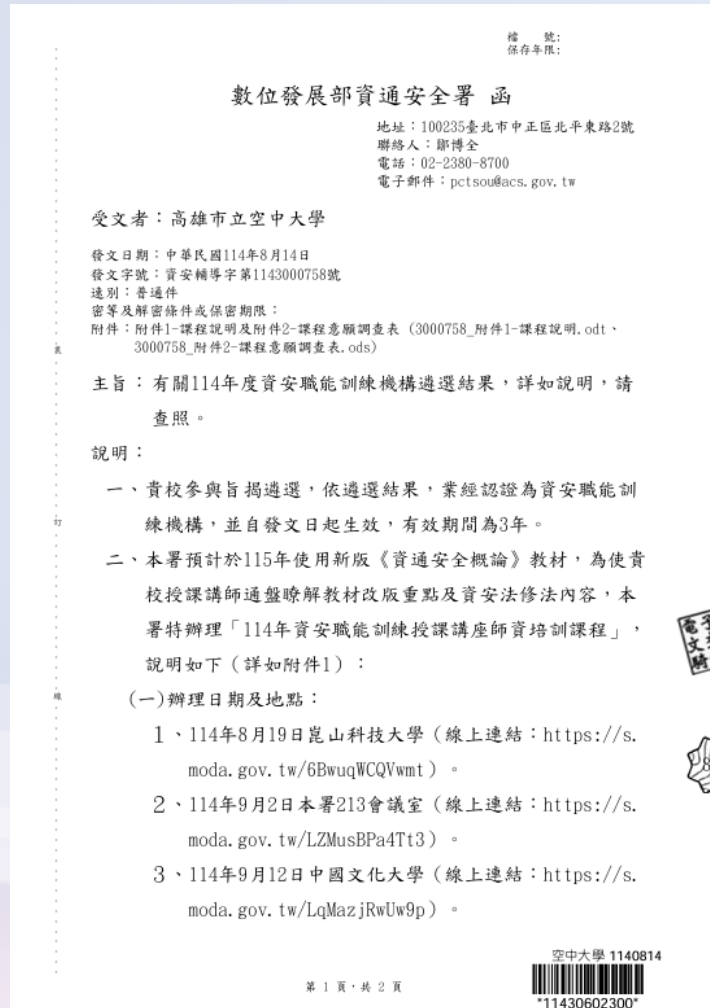 檔　　號:
保存年限:
數位發展部資通安全署 函
地址：100235臺北市中正區北平東路2號
聯絡人：鄒博全
電話：02-2380-8700
電子郵件：pctsou@acs.gov.tw
受文者：高雄市立空中大學
發文日期：中華民國114年8月14日
發文字號：資安輔導字第1143000758號
速別：普通件
密等及解密條件或保密期限：
附件：附件1-課程說明及附件2-課程意願調查表 (3000758_附件1-課程說明.odt、
3000758_附件2-課程意願調查表.ods)
主旨：有關114年度資安職能訓練機構遴選結果，詳如說明，請
查照。
說明：
一、貴校參與旨揭遴選，依遴選結果，業經認證為資安職能訓
練機構，並自發文日起生效，有效期間為3年。
二、本署預計於115年使用新版《資通安全概論》教材，為使貴
校授課講師通盤瞭解教材改版重點及資安法修法內容，本
署特辦理「114年資安職能訓練授課講座師資培訓課程」，
說明如下（詳如附件1）：
(一)辦理日期及地點：
1、114年8月19日崑山科技大學（線上連結：https://s.
moda.gov.tw/6BwuqWCQVwmt）。
2、114年9月2日本署213會議室（線上連結：https://s.
moda.gov.tw/LZMusBPa4Tt3）。
3、114年9月12日中國文化大學（線上連結：https://s.
moda.gov.tw/LqMazjRwUw9p）。
裝
訂
線
第 1 頁，共 2 頁
空中大學 1140814
*11430602300*